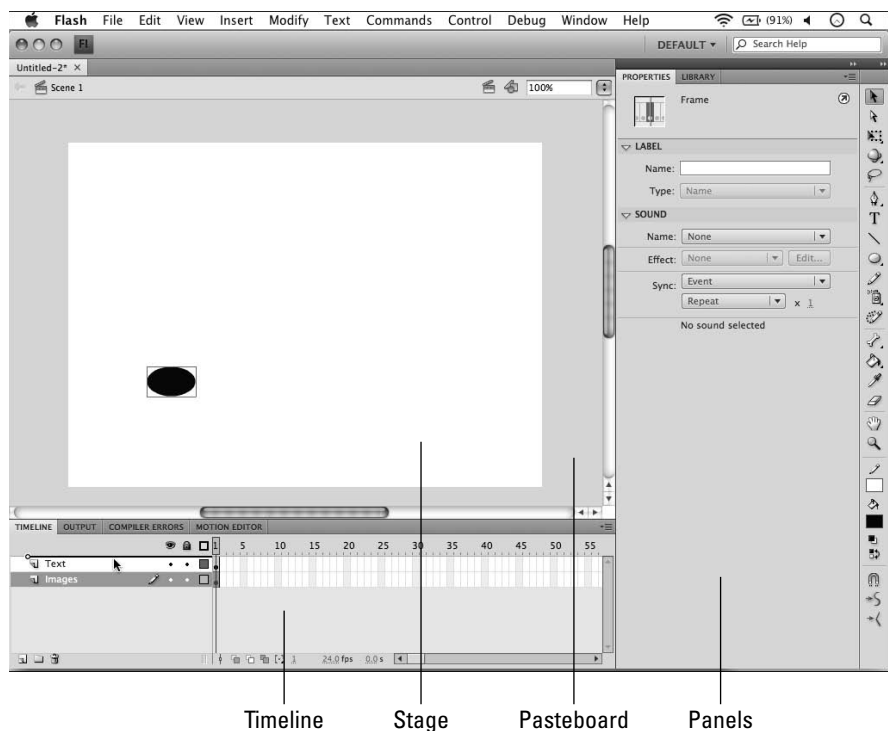 Flash File Edit View Insert Modify Text Commands Control Debug Window Help (91%)
FL DEFAULT Search Help
Untitled-2* ×
Scene 1 100%
PROPERTIES LIBRARY
Frame
LABEL
Name:
Type: Name
SOUND
Name: None
Effect: None Edit...
Sync: Event
Repeat x 1
No sound selected
T
TIMELINE OUTPUT COMPILER ERRORS MOTION EDITOR
1 5 10 15 20 25 30 35 40 45 50 55
Text
Images
1 24.0 fps 0.0 s
Timeline Stage Pasteboard Panels